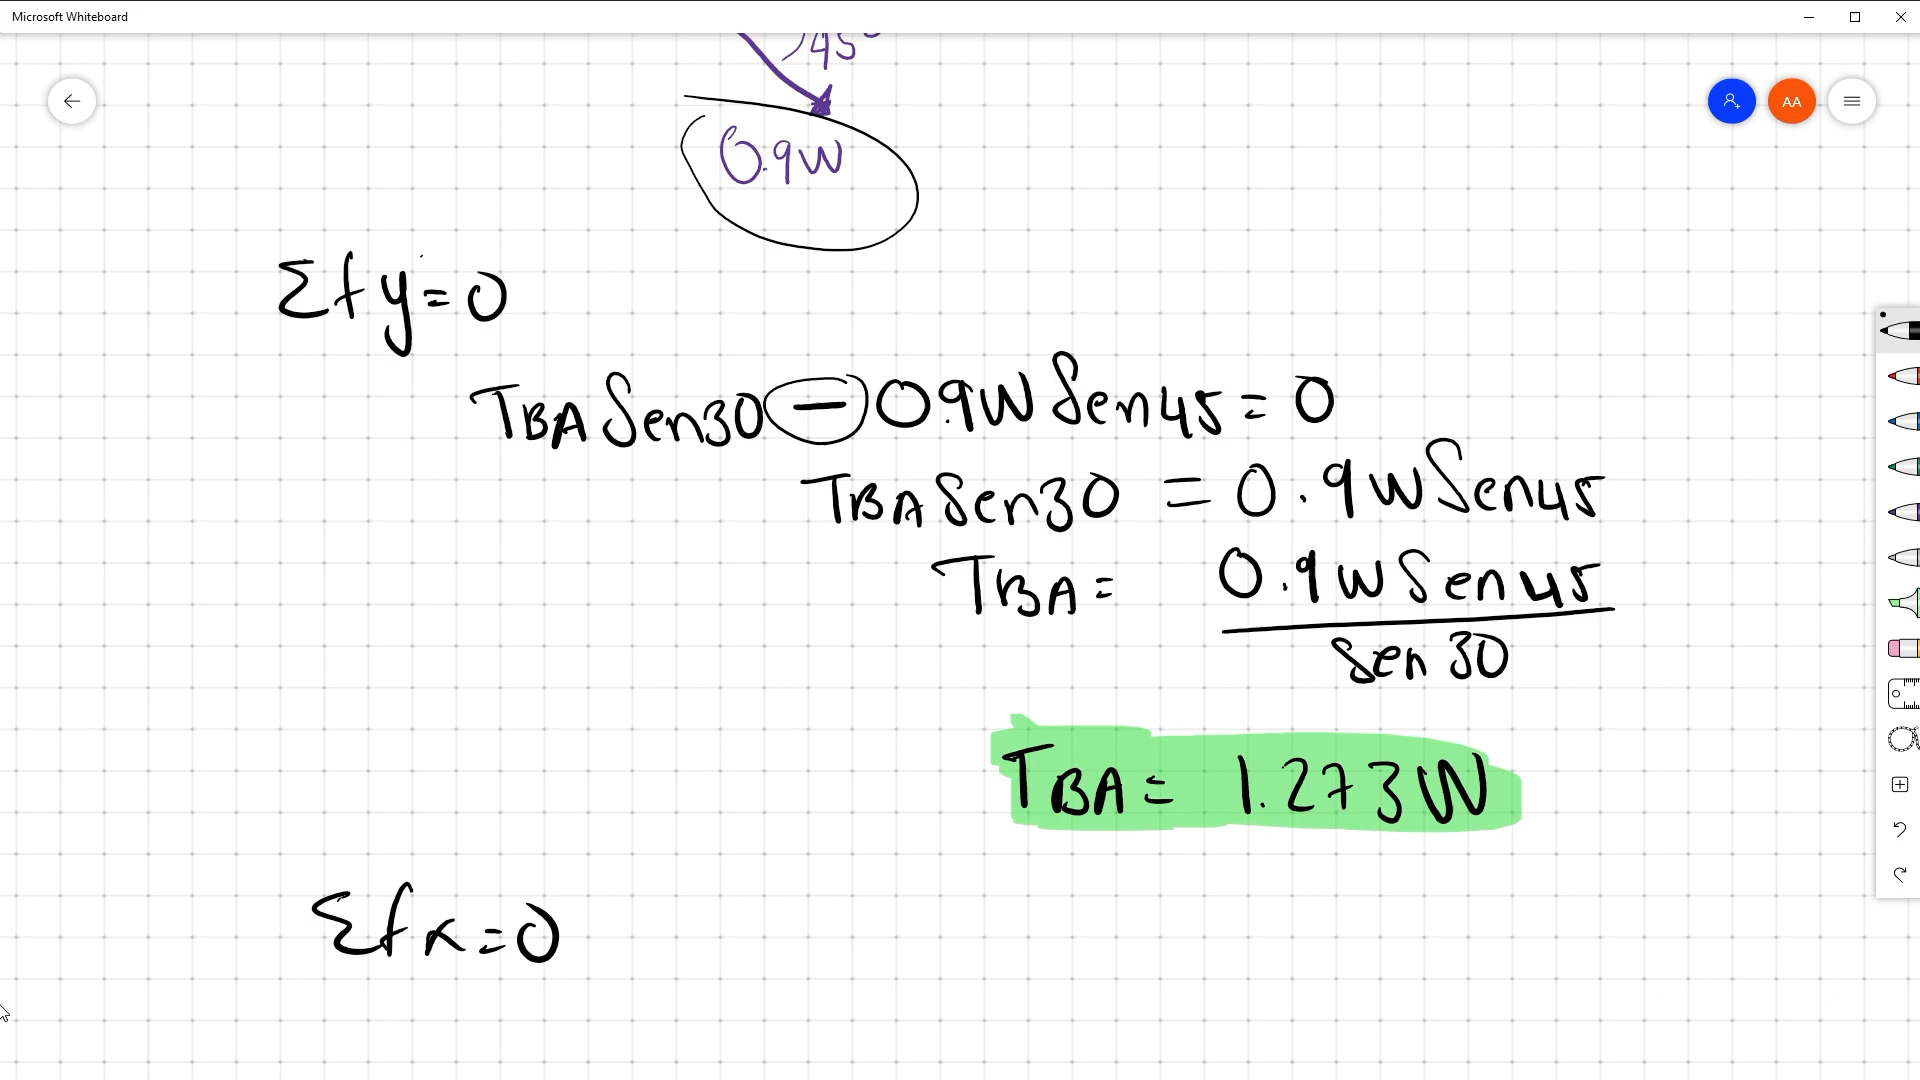 Microsoft Whiteboard
45°
AA
0.9W
Σfy=0
TBA Sen30 - 0.9W Sen45=0
TBA Sen30 = 0.9W Sen45
TBA= 0.9W Sen45
Sen 30
TBA= 1.273W
Σfx=0